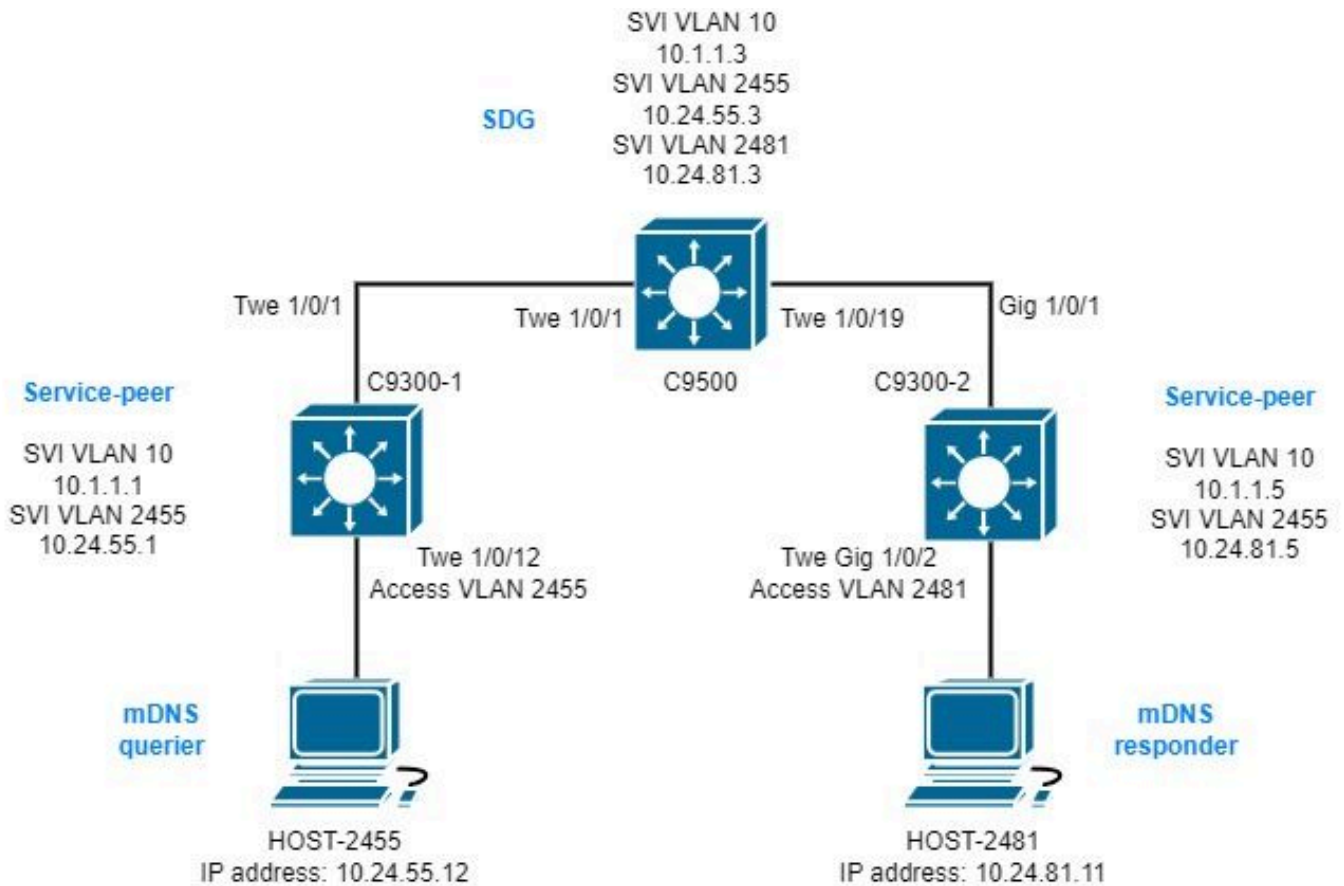 SVI VLAN 10
10.1.1.3
SVI VLAN 2455
10.24.55.3
SVI VLAN 2481
10.24.81.3
SDG
Twe 1/0/1
Twe 1/0/1
Twe 1/0/19
Gig 1/0/1
C9300-1
C9500
C9300-2
Service-peer
SVI VLAN 10
10.1.1.1
SVI VLAN 2455
10.24.55.1
Service-peer
SVI VLAN 10
10.1.1.5
SVI VLAN 2455
10.24.81.5
Twe 1/0/12
Access VLAN 2455
Twe Gig 1/0/2
Access VLAN 2481
mDNS
querier
mDNS
responder
HOST-2455
IP address: 10.24.55.12
HOST-2481
IP address: 10.24.81.11